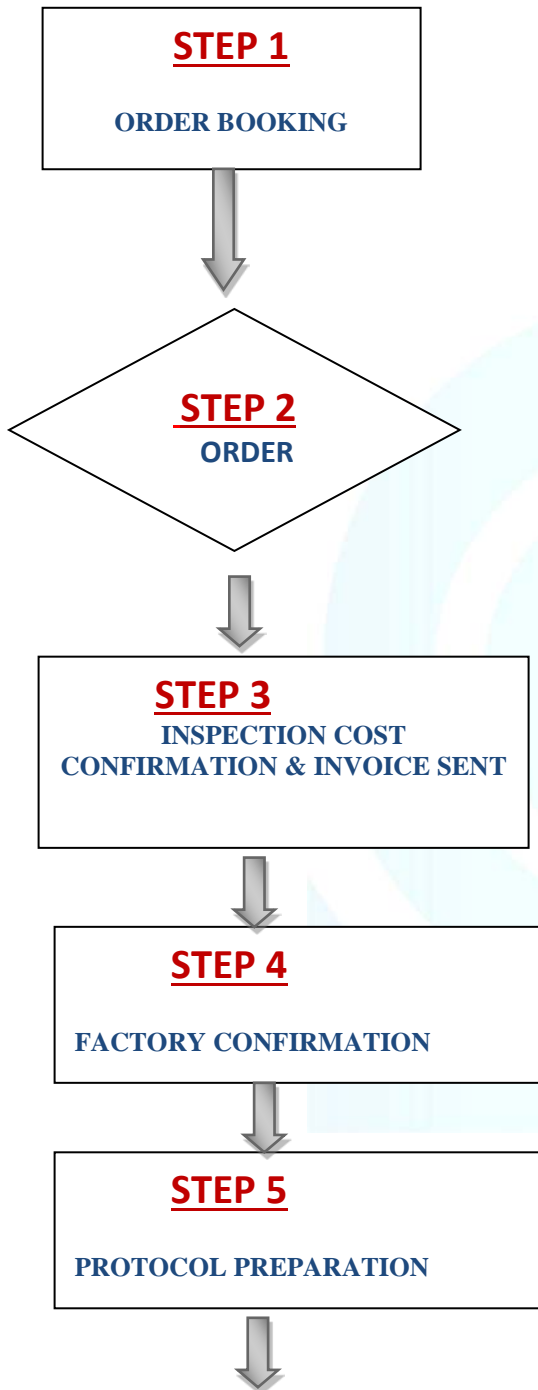 STEP 1
ORDER BOOKING
STEP 2
ORDER
STEP 3
INSPECTION COST
CONFIRMATION & INVOICE SENT
STEP 4
FACTORY CONFIRMATION
STEP 5
PROTOCOL PREPARATION